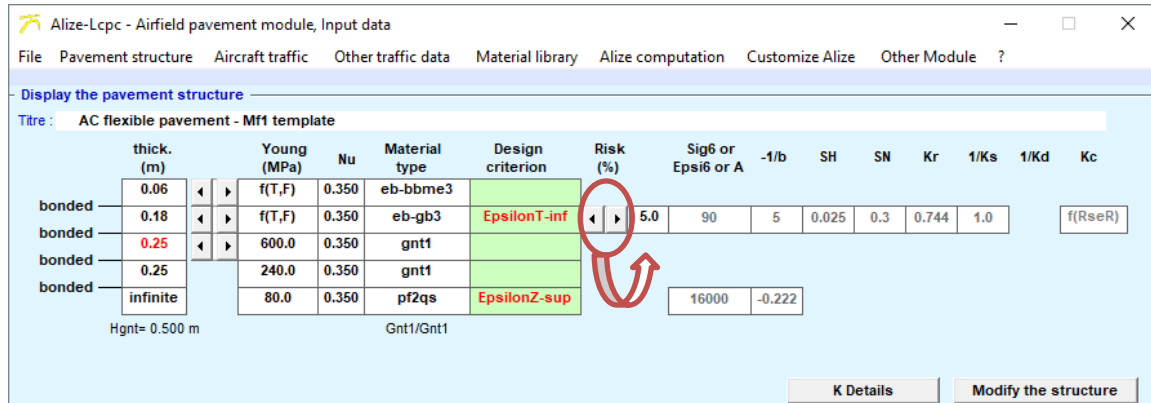 Alize-Lcpc - Airfield pavement module, Input data
File Pavement structure Aircraft traffic Other traffic data Material library Alize computation Customize Alize Other Module ?
Display the pavement structure
Titre : AC flexible pavement - Mf1 template
thick. (m) Young (MPa) Nu Material type Design criterion Risk (%) Sig6 or Epsi6 or A -1/b SH SN Kr 1/Ks 1/Kd Kc
0.06 f(T,F) 0.350 eb-bbme3
bonded
0.18 f(T,F) 0.350 eb-gb3 EpsilonT-inf 5.0 90 5 0.025 0.3 0.744 1.0 f(RseR)
bonded
0.25 600.0 0.350 gnt1
bonded
0.25 240.0 0.350 gnt1
bonded
infinite 80.0 0.350 pf2qs EpsilonZ-sup 16000 -0.222
Hgnt= 0.500 m Gnt1/Gnt1
K Details Modify the structure